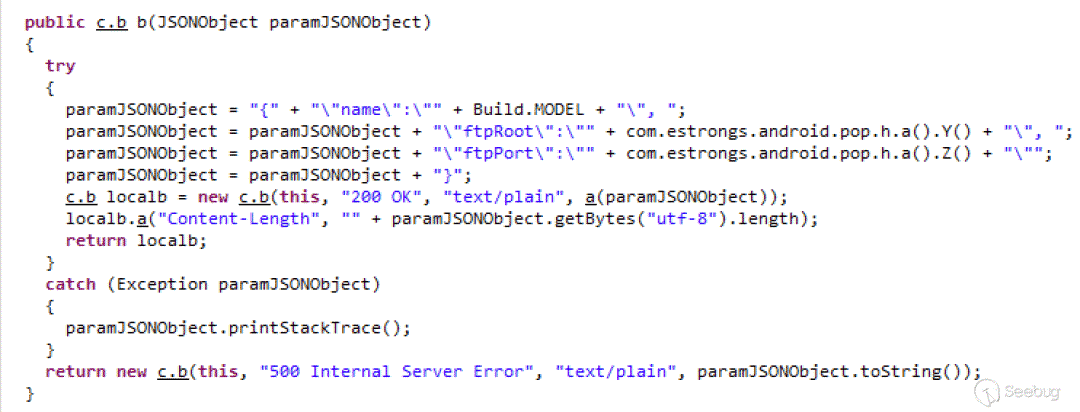 public c.b b(JSONObject paramJSONObject)
{
  try
  {
    paramJSONObject = "{" + "\"name\":\"" + Build.MODEL + "\", ";
    paramJSONObject = paramJSONObject + "\"ftpRoot\":\"" + com.estrongs.android.pop.h.a().Y() + "\", ";
    paramJSONObject = paramJSONObject + "\"ftpPort\":\"" + com.estrongs.android.pop.h.a().Z() + "\"";
    paramJSONObject = paramJSONObject + "}";
    c.b localb = new c.b(this, "200 OK", "text/plain", a(paramJSONObject));
    localb.a("Content-Length", "" + paramJSONObject.getBytes("utf-8").length);
    return localb;
  }
  catch (Exception paramJSONObject)
  {
    paramJSONObject.printStackTrace();
  }
  return new c.b(this, "500 Internal Server Error", "text/plain", paramJSONObject.toString());
}
Seebug